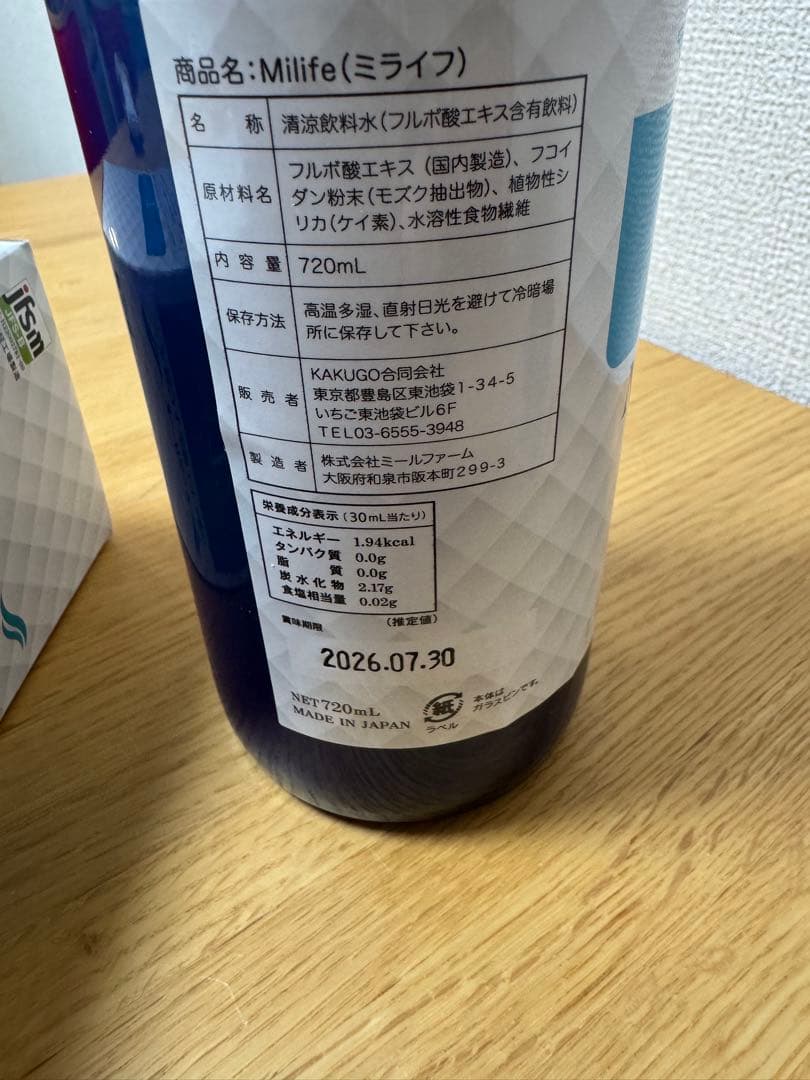 商品名：Milife（ミライフ）
名称 清涼飲料水（フルボ酸エキス含有飲料）
原材料名 フルボ酸エキス（国内製造）、フコイ
ダン粉末（モズク抽出物）、植物性シ
リカ（ケイ素）、水溶性食物繊維
内容量 720mL
保存方法 高温多湿、直射日光を避けて冷暗場
所に保存して下さい。
販売者 KAKUGO合同会社
東京都豊島区東池袋1-34-5
いちご東池袋ビル6F
TEL03-6555-3948
製造者 株式会社ミールファーム
大阪府和泉市阪本町299-3
栄養成分表示（30mL当たり）
エネルギー 1.94kcal
タンパク質 0.0g
脂質 0.0g
炭水化物 2.17g
食塩相当量 0.02g
（推定値）
賞味期限
2026.07.30
NET720mL
MADE IN JAPAN
紙
ラベル
本体は
ガラスビンです。
jfsm